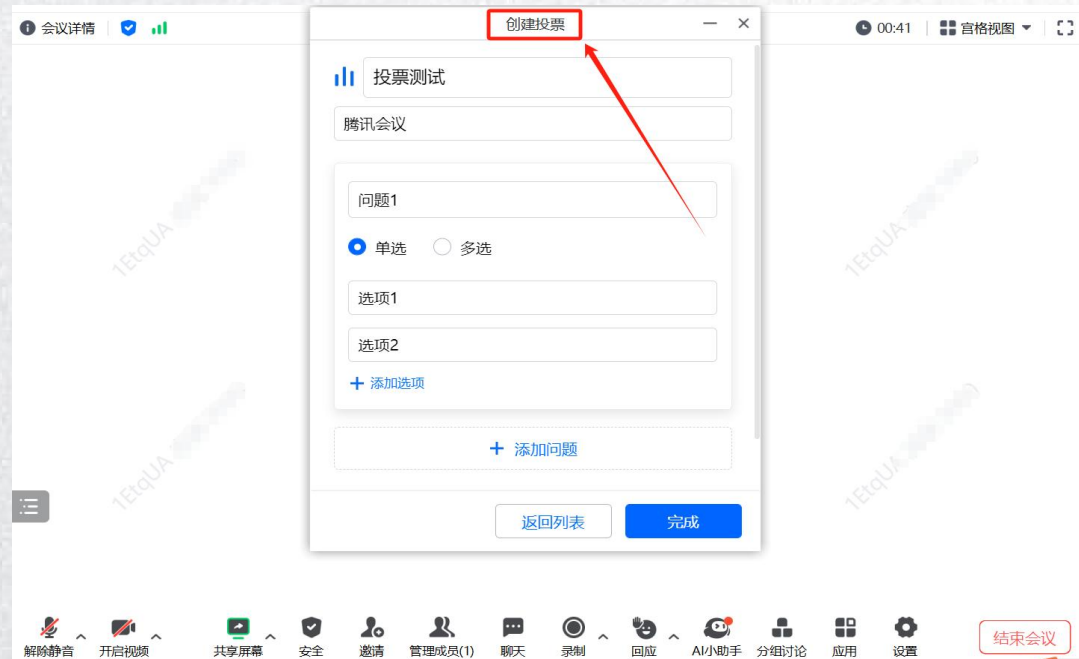 会议详情
创建投票
00:41
宫格视图
投票测试
腾讯会议
问题1
单选 多选
选项1
选项2
添加选项
添加问题
返回列表 完成
1EtqUA
1EtqUA
1EtqUA
1EtqUA
解除静音 开启视频 共享屏幕 安全 邀请 管理成员(1) 聊天 录制 回应 AI小助手 分组讨论 应用 设置 结束会议